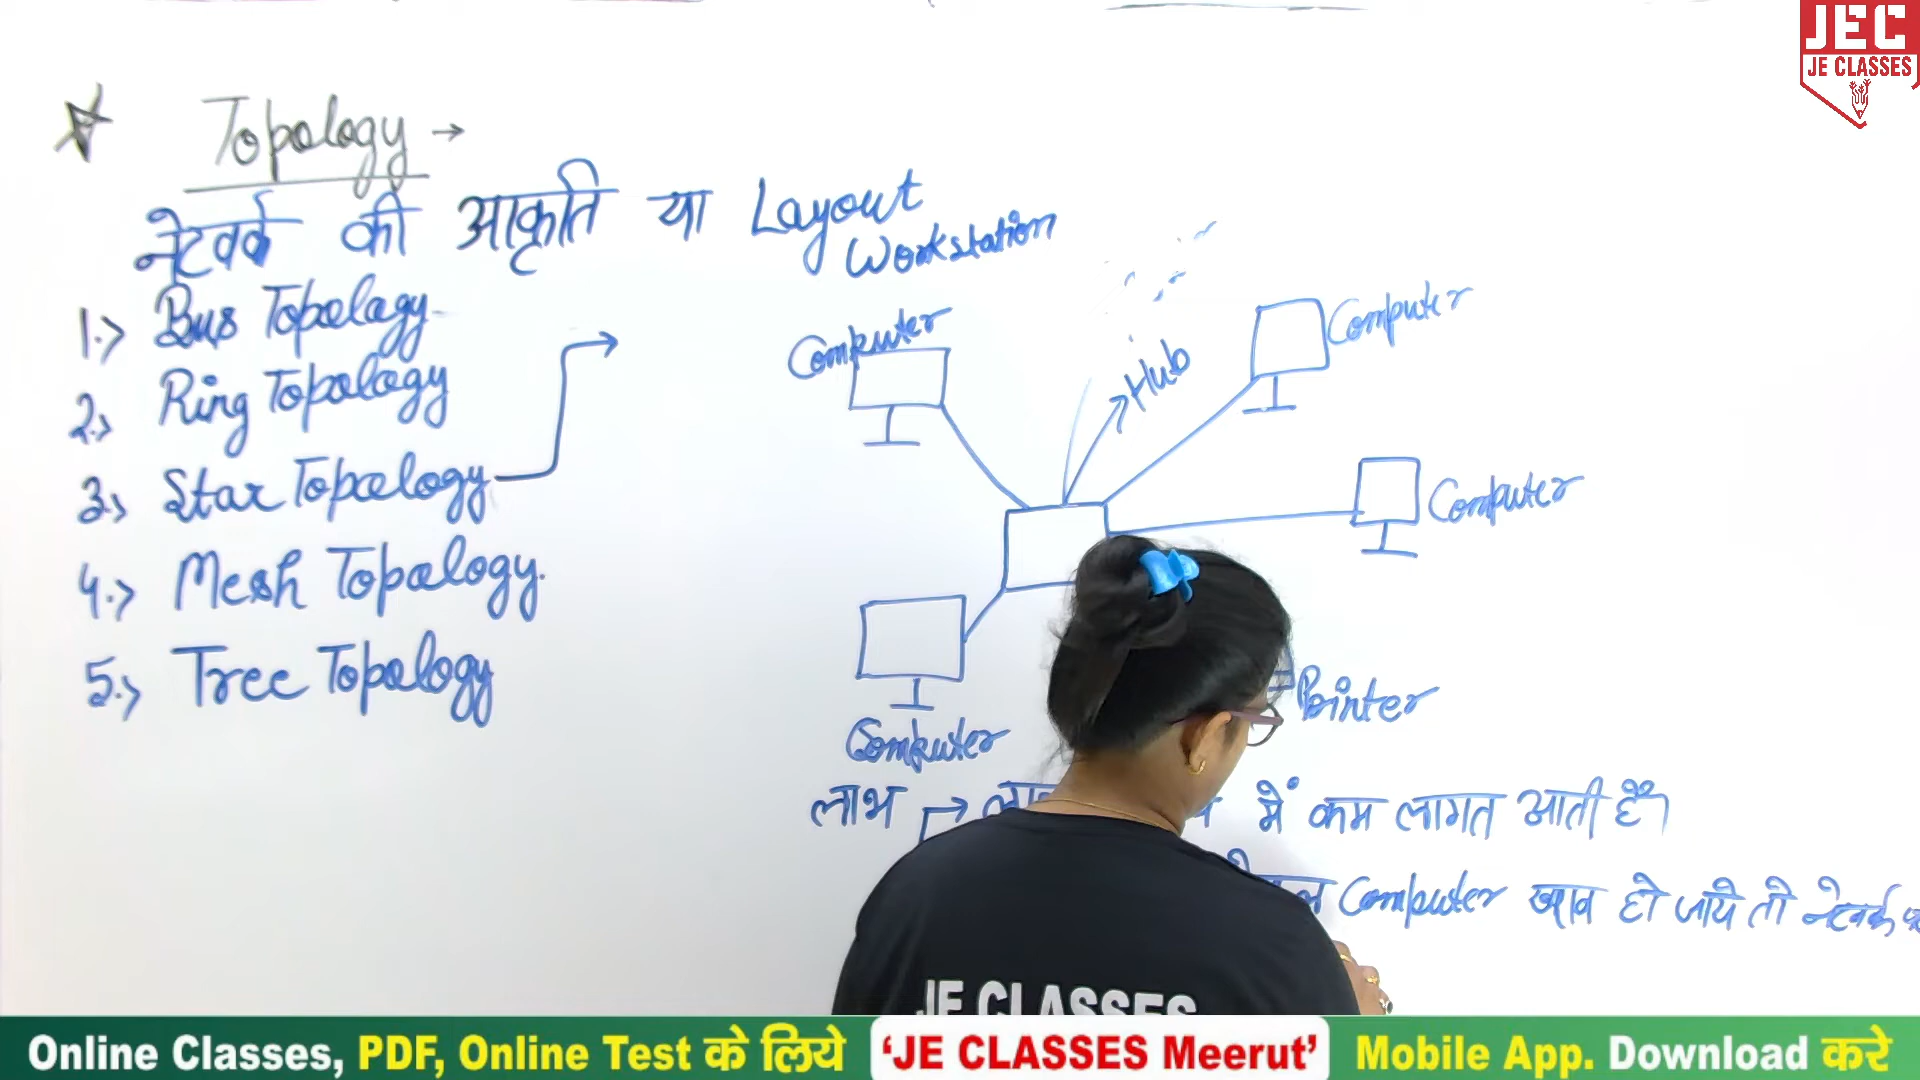 JEC
JE CLASSES
Topology →
नेटवर्क की आकृति या Layout
Workstation
1.> Bus Topology
2.> Ring Topology
3.> Star Topology
4.> Mesh Topology.
5.> Tree Topology
Computer
Hub
Computer
Computer
Computer
Printer
लाभ → में कम लागत आती है।
Computer खराब हो जाये तो नेटवर्क
JE CLASSES
Online Classes, PDF, Online Test के लिये 'JE CLASSES Meerut' Mobile App. Download करे